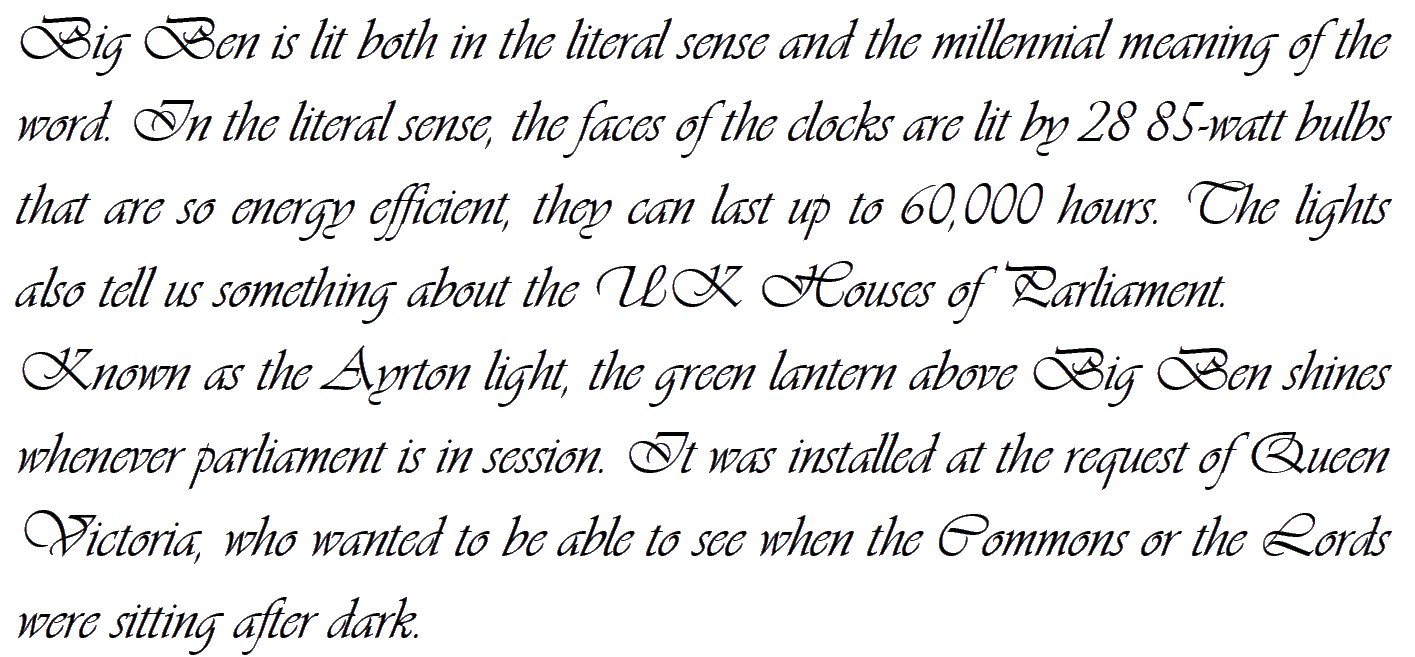 Big Ben is lit both in the literal sense and the millennial meaning of the
word. In the literal sense, the faces of the clocks are lit by 28 85-watt bulbs
that are so energy efficient, they can last up to 60,000 hours. The lights
also tell us something about the UK Houses of Parliament.
Known as the Ayrton light, the green lantern above Big Ben shines
whenever parliament is in session. It was installed at the request of Queen
Victoria, who wanted to be able to see when the Commons or the Lords
were sitting after dark.